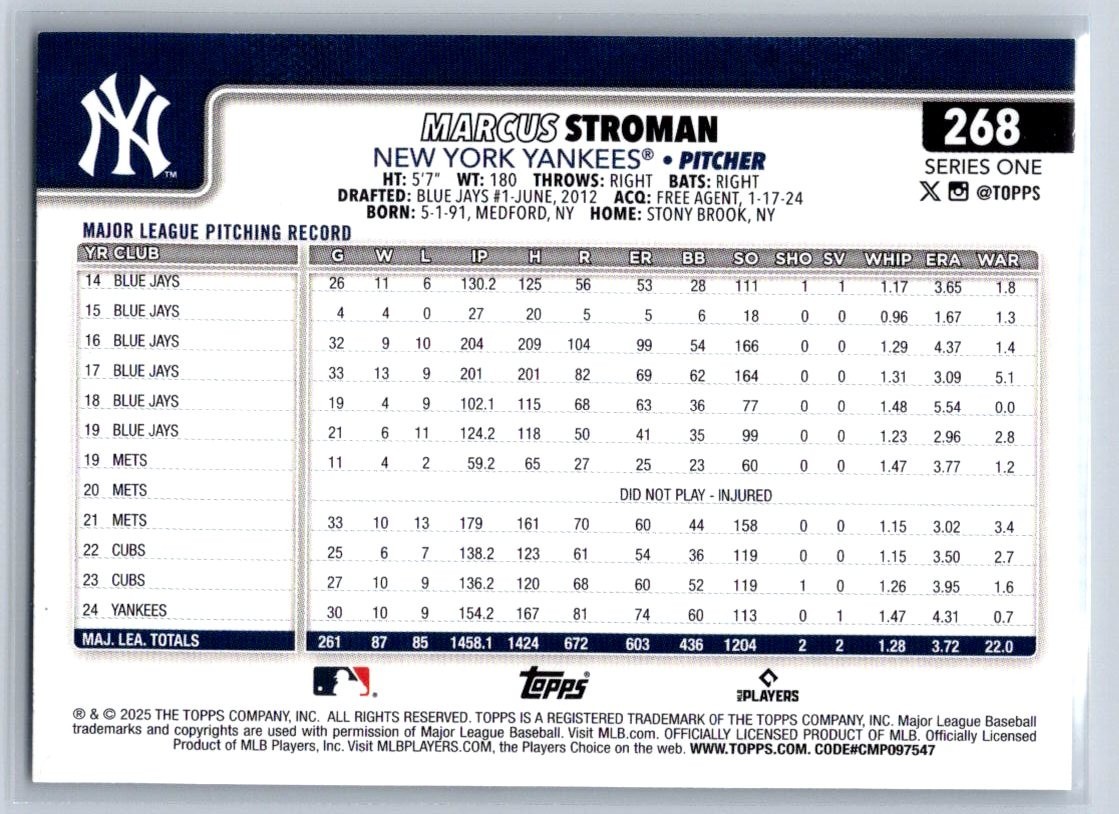 NY
TM
MARCUS STROMAN
268
NEW YORK YANKEES® • PITCHER
SERIES ONE
HT: 5'7" WT: 180 THROWS: RIGHT BATS: RIGHT
X @TOPPS
DRAFTED: BLUE JAYS #1-JUNE, 2012 ACQ: FREE AGENT, 1-17-24
BORN: 5-1-91, MEDFORD, NY HOME: STONY BROOK, NY
MAJOR LEAGUE PITCHING RECORD
YR CLUB G W L IP H R ER BB SO SHO SV WHIP ERA WAR
14 BLUE JAYS 26 11 6 130.2 125 56 53 28 111 1 1 1.17 3.65 1.8
15 BLUE JAYS 4 4 0 27 20 5 5 6 18 0 0 0.96 1.67 1.3
16 BLUE JAYS 32 9 10 204 209 104 99 54 166 0 0 1.29 4.37 1.4
17 BLUE JAYS 33 13 9 201 201 82 69 62 164 0 0 1.31 3.09 5.1
18 BLUE JAYS 19 4 9 102.1 115 68 63 36 77 0 0 1.48 5.54 0.0
19 BLUE JAYS 21 6 11 124.2 118 50 41 35 99 0 0 1.23 2.96 2.8
19 METS 11 4 2 59.2 65 27 25 23 60 0 0 1.47 3.77 1.2
20 METS DID NOT PLAY - INJURED
21 METS 33 10 13 179 161 70 60 44 158 0 0 1.15 3.02 3.4
22 CUBS 25 6 7 138.2 123 61 54 36 119 0 0 1.15 3.50 2.7
23 CUBS 27 10 9 136.2 120 68 60 52 119 1 0 1.26 3.95 1.6
24 YANKEES 30 10 9 154.2 167 81 74 60 113 0 1 1.47 4.31 0.7
MAJ. LEA. TOTALS 261 87 85 1458.1 1424 672 603 436 1204 2 2 1.28 3.72 22.0
topps® PLAYERS
® & © 2025 THE TOPPS COMPANY, INC. ALL RIGHTS RESERVED. TOPPS IS A REGISTERED TRADEMARK OF THE TOPPS COMPANY, INC. Major League Baseball
trademarks and copyrights are used with permission of Major League Baseball. Visit MLB.com. OFFICIALLY LICENSED PRODUCT OF MLB. Officially Licensed
Product of MLB Players, Inc. Visit MLBPLAYERS.COM, the Players Choice on the web. WWW.TOPPS.COM. CODE#CMP097547